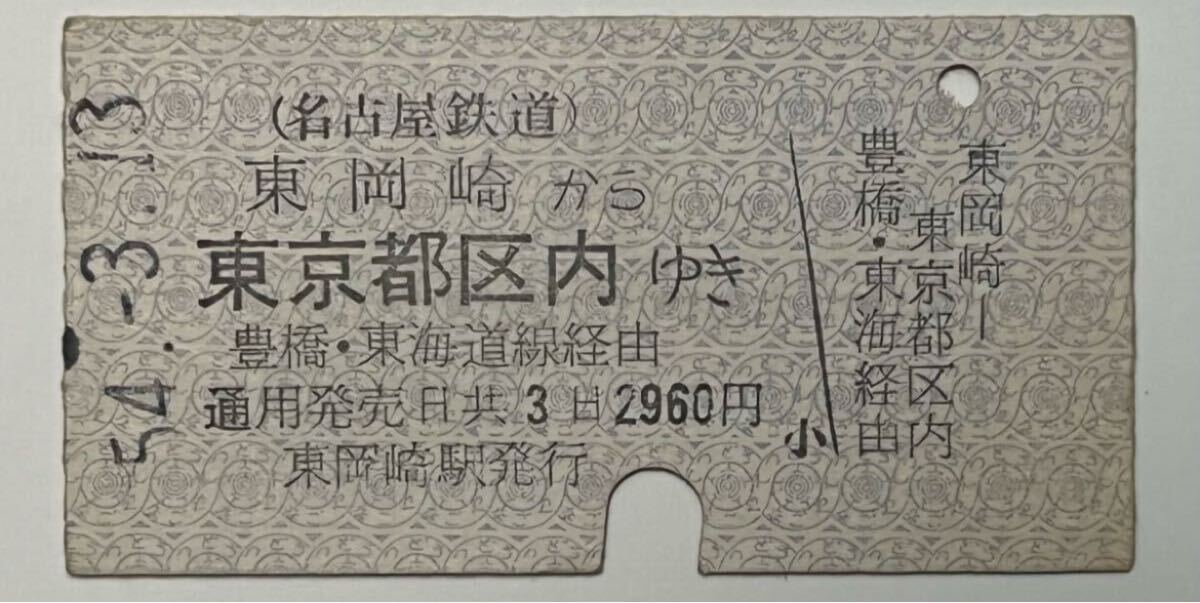 54.-3.13
(名古屋鉄道)
東岡崎から
東京都区内ゆき
豊橋・東海道線経由
通用発売日共3日2960円
東岡崎駅発行
小
東岡崎―
東京都区内
豊橋・東海経由